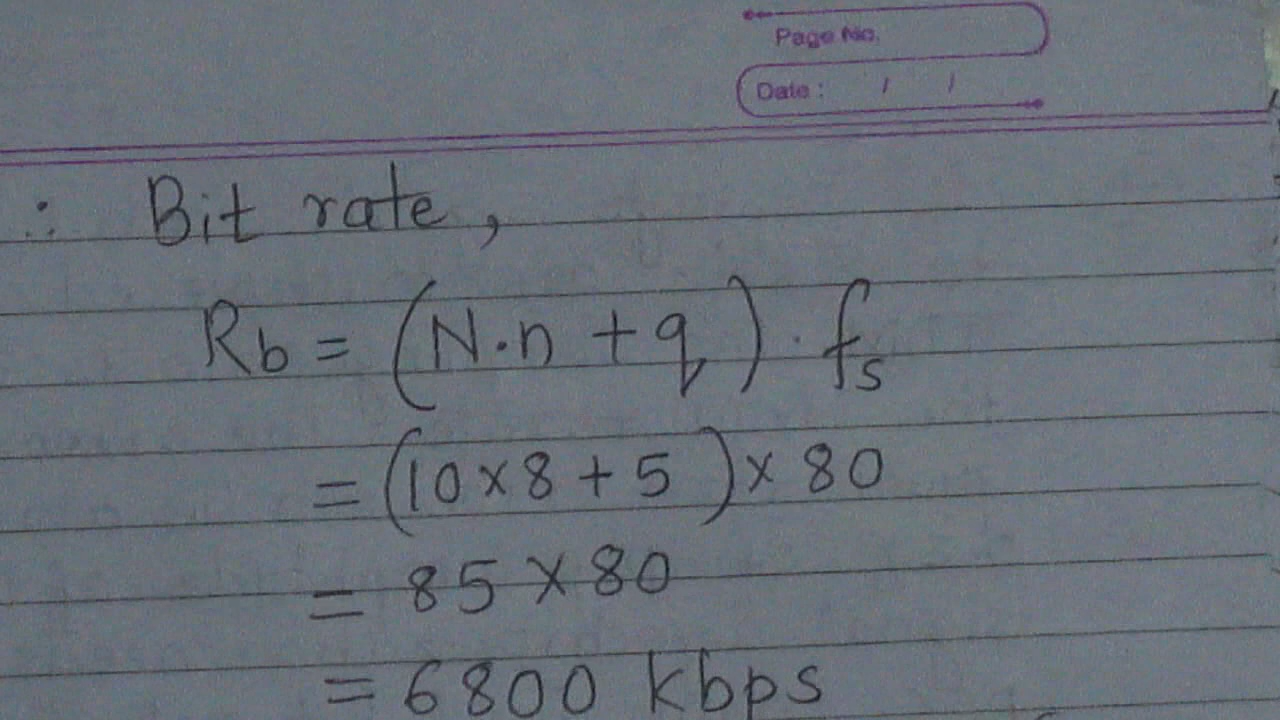 Page No.
Date : / /
∴ Bit rate,
Rb = (N.n + q) . fs
= (10 × 8 + 5) × 80
= 85 × 80
= 6800 kbps